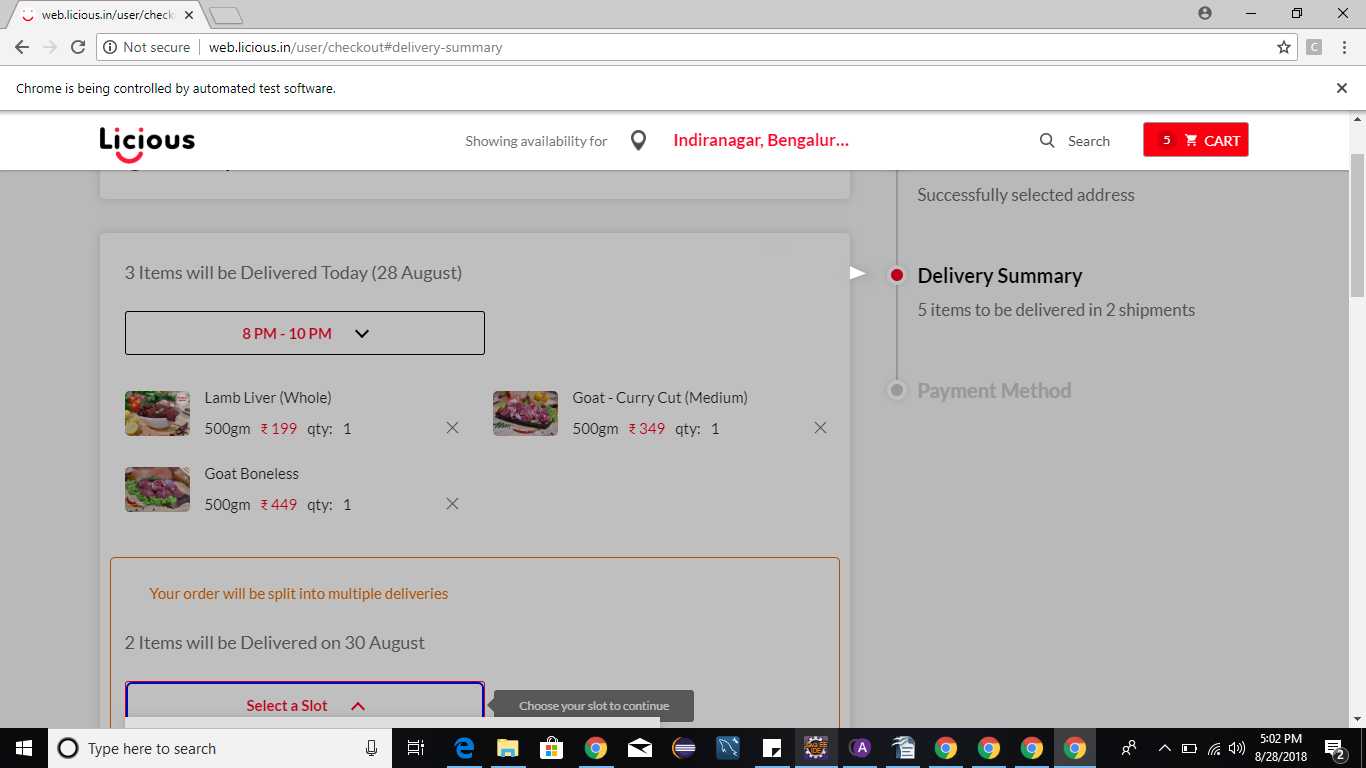 web.licious.in/user/check
Not secure
web.licious.in/user/checkout#delivery-summary
C
Chrome is being controlled by automated test software.
Licious
Showing availability for
Indiranagar, Bengalur...
Search
5 CART
Successfully selected address
3 Items will be Delivered Today (28 August)
8 PM - 10 PM
Delivery Summary
5 items to be delivered in 2 shipments
Payment Method
Lamb Liver (Whole)
500gm ₹ 199 qty: 1
Goat - Curry Cut (Medium)
500gm ₹ 349 qty: 1
Goat Boneless
500gm ₹ 449 qty: 1
Your order will be split into multiple deliveries
2 Items will be Delivered on 30 August
Select a Slot
Choose your slot to continue
Type here to search
A
5:02 PM
8/28/2018
2